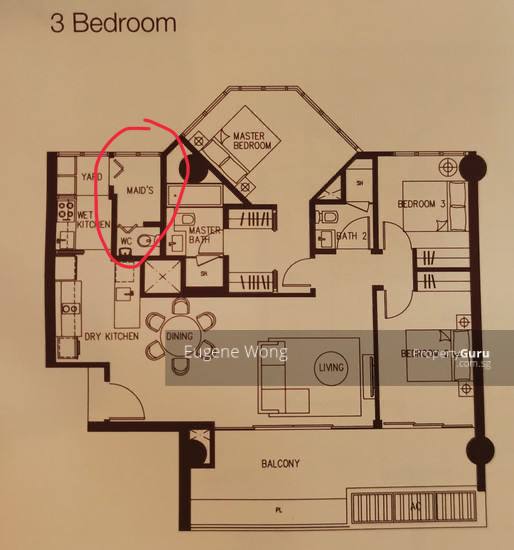 3 Bedroom
MASTER
BEDROOM
YARD
MAID'S
WET
KITCHEN
WC
MASTER
BATH
SH
SH
BATH 2
BEDROOM 3
DRY KITCHEN
DINING
LIVING
Eugene Wong
PropertyGuru
.com.sg
BALCONY
PL
AC